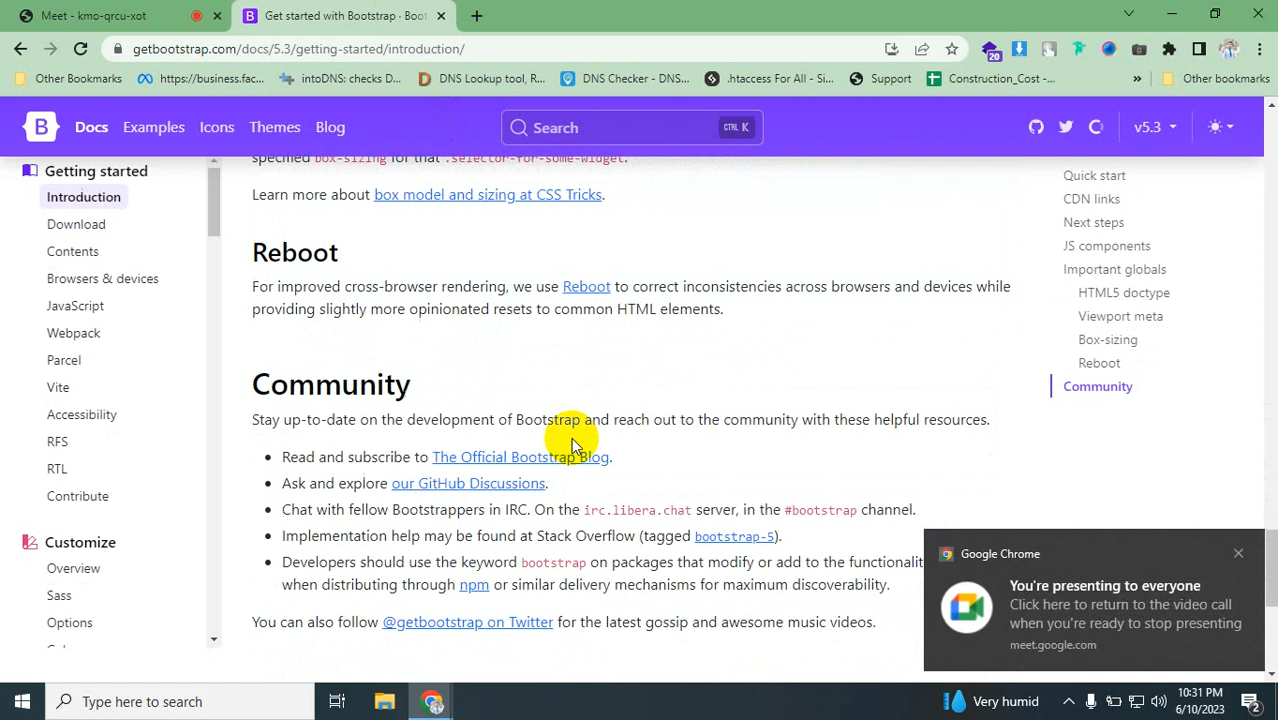 Meet - kmo-qrcu-xot
Get started with Bootstrap · Boot
getbootstrap.com/docs/5.3/getting-started/introduction/
20
Other Bookmarks
https://business.fac...
intoDNS: checks D...
DNS Lookup tool, R...
DNS Checker - DNS...
.htaccess For All - Si...
Support
Construction_Cost -...
»
Other bookmarks
B
Docs
Examples
Icons
Themes
Blog
Search
CTRL K
v5.3
Getting started
Introduction
Download
Contents
Browsers & devices
JavaScript
Webpack
Parcel
Vite
Accessibility
RFS
RTL
Contribute
Customize
Overview
Sass
Options
specified box-sizing for that .selector-for-some-widget.
Learn more about box model and sizing at CSS Tricks.
Reboot
For improved cross-browser rendering, we use Reboot to correct inconsistencies across browsers and devices while
providing slightly more opinionated resets to common HTML elements.
Community
Stay up-to-date on the development of Bootstrap and reach out to the community with these helpful resources.
• Read and subscribe to The Official Bootstrap Blog.
• Ask and explore our GitHub Discussions.
• Chat with fellow Bootstrappers in IRC. On the irc.libera.chat server, in the #bootstrap channel.
• Implementation help may be found at Stack Overflow (tagged bootstrap-5).
• Developers should use the keyword bootstrap on packages that modify or add to the functionalit
when distributing through npm or similar delivery mechanisms for maximum discoverability.
You can also follow @getbootstrap on Twitter for the latest gossip and awesome music videos.
Quick start
CDN links
Next steps
JS components
Important globals
HTML5 doctype
Viewport meta
Box-sizing
Reboot
Community
Google Chrome
You're presenting to everyone
Click here to return to the video call
when you're ready to stop presenting
meet.google.com
Type here to search
Very humid
10:31 PM
6/10/2023
2